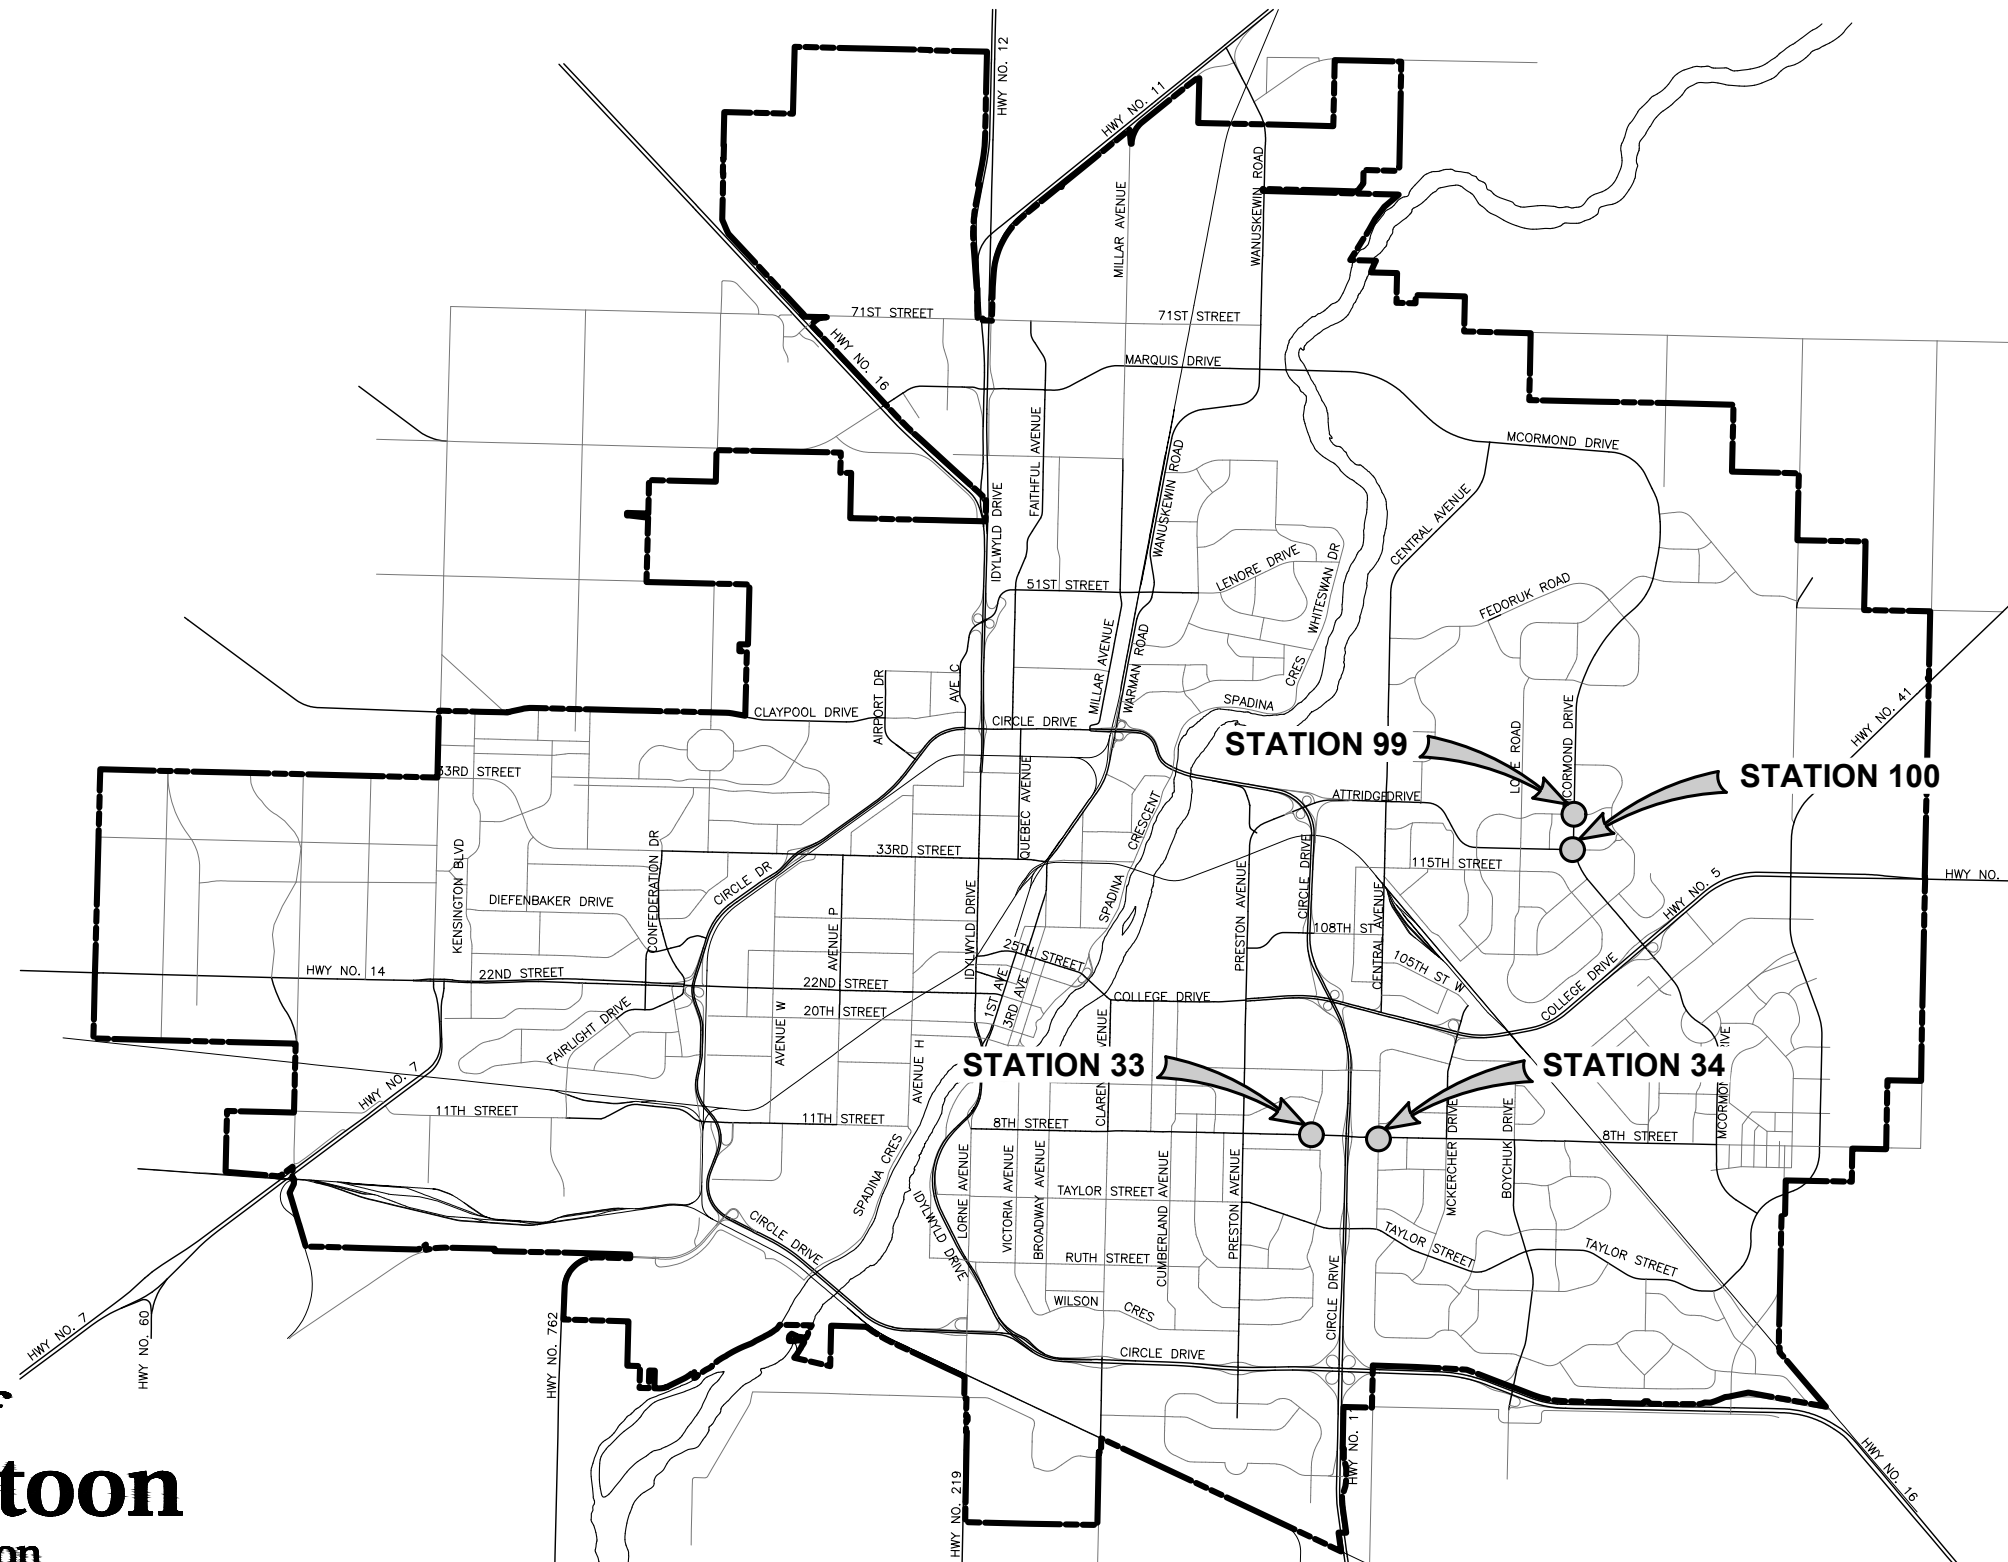 HWY NO. 12
HWY NO. 11
MILLAR AVENUE
WANUSKEWIN ROAD
71ST STREET
71ST STREET
HWY NO. 16
MARQUIS DRIVE
MCORMOND DRIVE
FAITHFUL AVENUE
IDYLWYLD DRIVE
WANUSKEWIN ROAD
CENTRAL AVENUE
51ST STREET
LENORE DRIVE
WHITESWAN DR
FEDORUK ROAD
MILLAR AVENUE
WARMAN ROAD
SPADINA
CRES
AIRPORT DR
AVE C
CLAYPOOL DRIVE
CIRCLE DRIVE
HWY NO. 41
STATION 99
STATION 100
ROAD
CORMOND DRIVE
33RD STREET
ATTRIDGE DRIVE
QUEBEC AVENUE
CRESCENT
SPADINA
KENSINGTON BLVD
CONFEDERATION DR
33RD STREET
CIRCLE DR
CIRCLE DRIVE
115TH STREET
PRESTON AVENUE
HWY NO. 5
HWY NO.
DIEFENBAKER DRIVE
AVENUE P
IDYLWYLD DRIVE
25TH STREET
108TH ST
CENTRAL AVENUE
105TH ST W
HWY NO. 14
22ND STREET
22ND STREET
20TH STREET
1ST AVE
3RD AVE
COLLEGE DRIVE
COLLEGE DRIVE
FAIRLIGHT DRIVE
AVENUE W
AVENUE H
STATION 33
STATION 34
HWY NO. 7
11TH STREET
11TH STREET
8TH STREET
8TH STREET
MCKERCHER DRIVE
BOYCHUK DRIVE
SPADINA CRES
IDYLWYLD DRIVE
LORNE AVENUE
VICTORIA AVENUE
BROADWAY AVENUE
CUMBERLAND AVENUE
PRESTON AVENUE
TAYLOR STREET
TAYLOR STREET
TAYLOR STREET
CIRCLE DRIVE
RUTH STREET
WILSON
CRES
CIRCLE DRIVE
CIRCLE DRIVE
HWY NO. 7
HWY NO. 60
HWY NO. 762
HWY NO. 219
HWY NO. 11
HWY NO. 16
toon
on